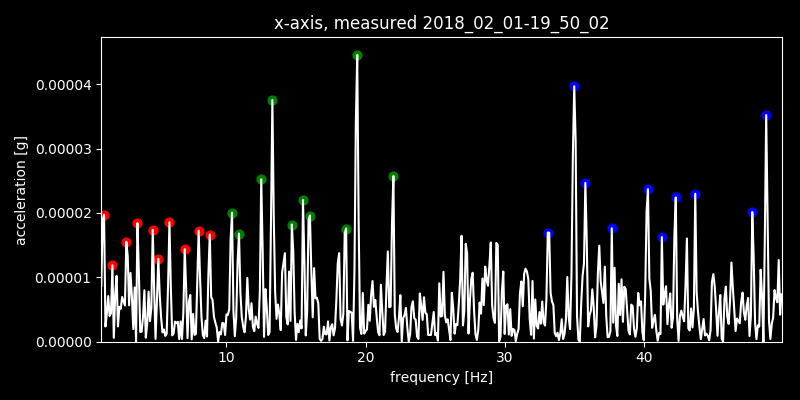 x-axis, measured 2018_02_01-19_50_02
acceleration [g]
0.00004
0.00003
0.00002
0.00001
0.00000
10 20 30 40
frequency [Hz]